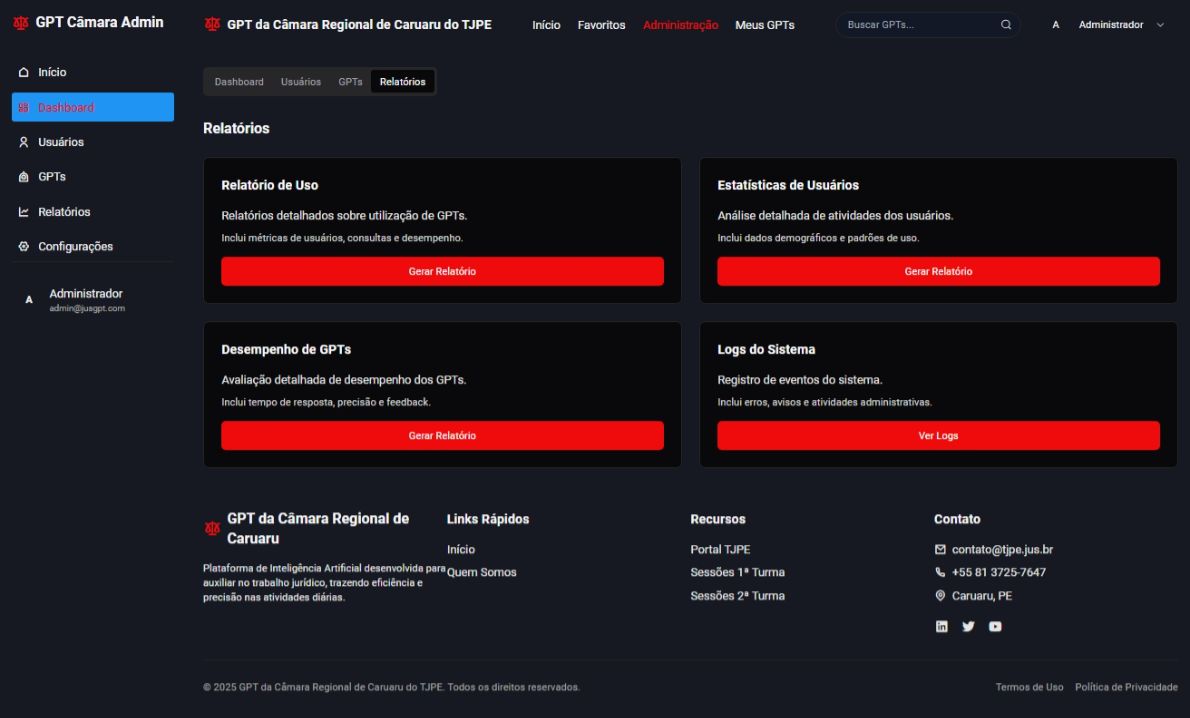 GPT Câmara Admin
GPT da Câmara Regional de Caruaru do TJPE
Início
Favoritos
Administração
Meus GPTs
Buscar GPTs...
A
Administrador
Início
Dashboard
Usuários
GPTs
Relatórios
Configurações
A
Administrador
admin@jusgpt.com
Dashboard
Usuários
GPTs
Relatórios
Relatórios
Relatório de Uso
Relatórios detalhados sobre utilização de GPTs.
Inclui métricas de usuários, consultas e desempenho.
Gerar Relatório
Estatísticas de Usuários
Análise detalhada de atividades dos usuários.
Inclui dados demográficos e padrões de uso.
Gerar Relatório
Desempenho de GPTs
Avaliação detalhada de desempenho dos GPTs.
Inclui tempo de resposta, precisão e feedback.
Gerar Relatório
Logs do Sistema
Registro de eventos do sistema.
Inclui erros, avisos e atividades administrativas.
Ver Logs
GPT da Câmara Regional de
Caruaru
Plataforma de Inteligência Artificial desenvolvida para
auxiliar no trabalho jurídico, trazendo eficiência e
precisão nas atividades diárias.
Links Rápidos
Início
Quem Somos
Recursos
Portal TJPE
Sessões 1ª Turma
Sessões 2ª Turma
Contato
contato@tjpe.jus.br
+55 81 3725-7647
Caruaru, PE
© 2025 GPT da Câmara Regional de Caruaru do TJPE. Todos os direitos reservados.
Termos de Uso
Política de Privacidade